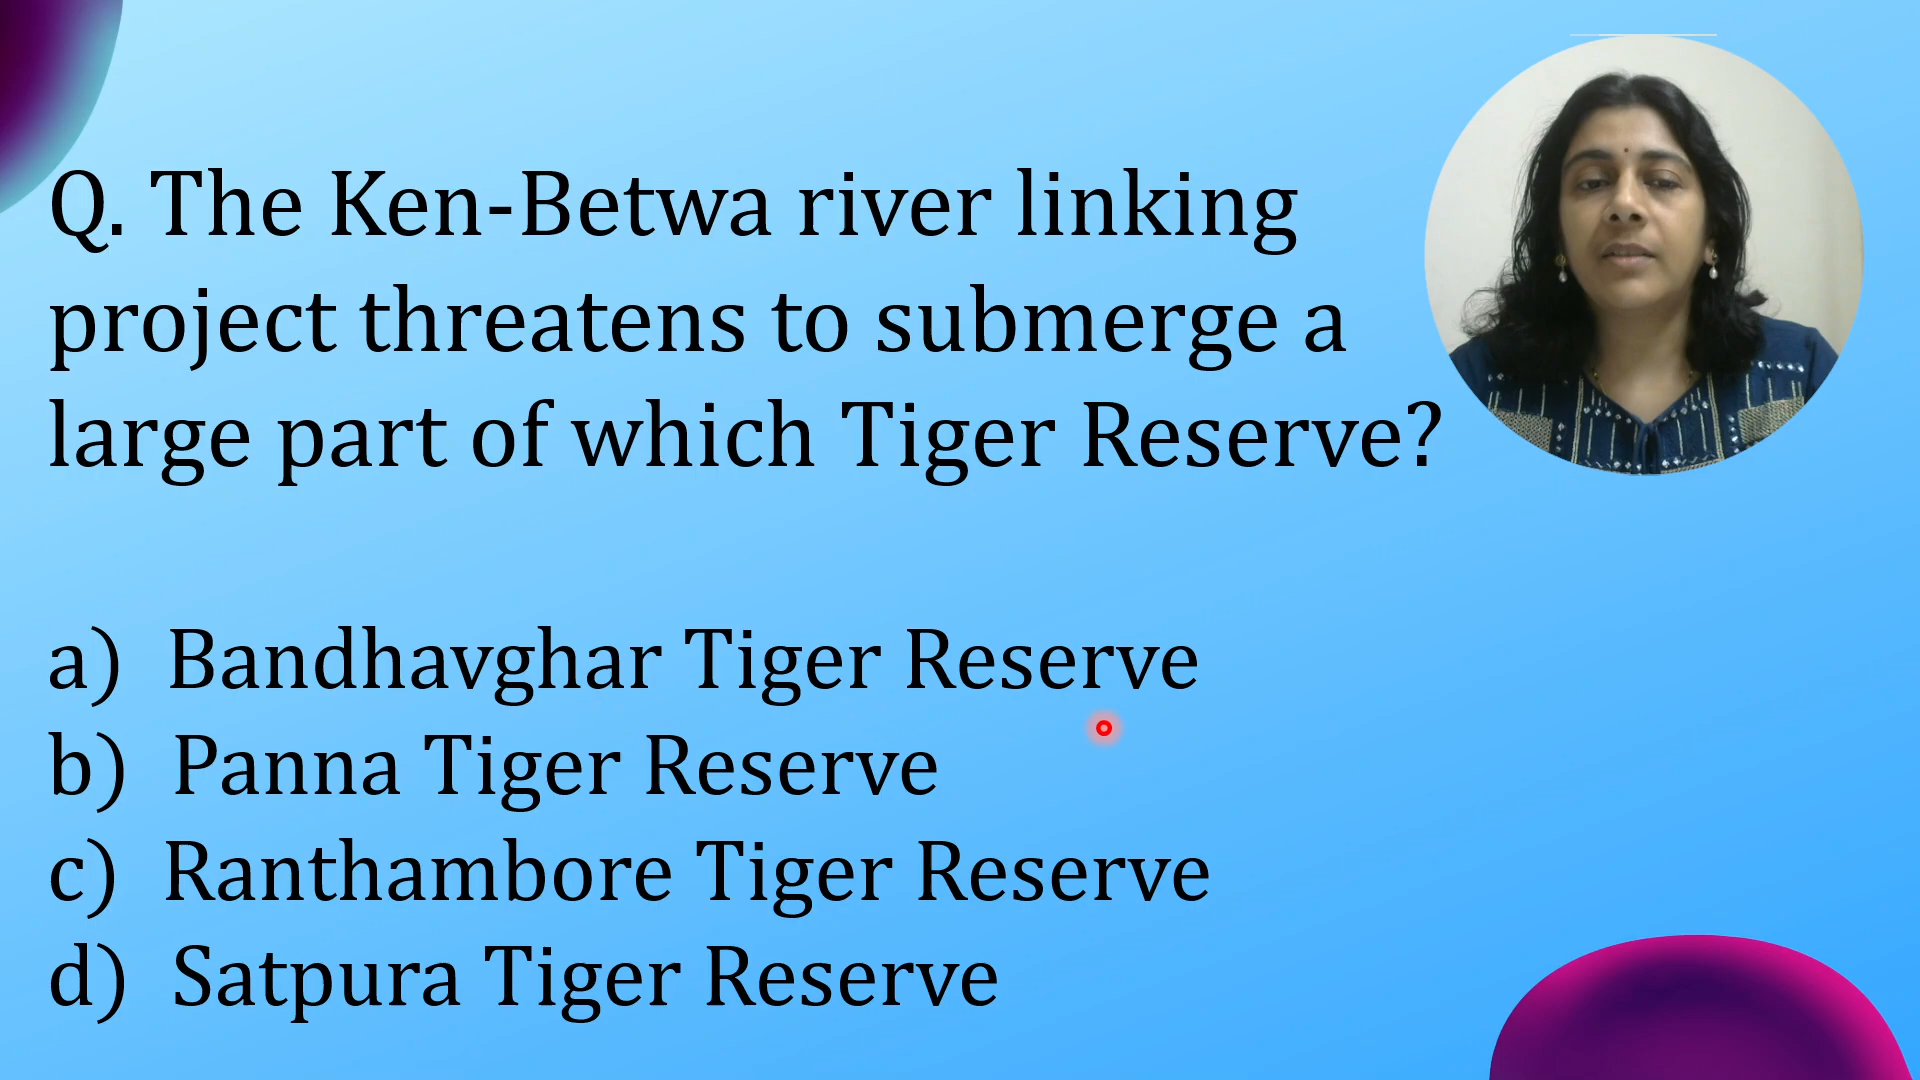 Q. The Ken-Betwa river linking
project threatens to submerge a
large part of which Tiger Reserve?
a) Bandhavghar Tiger Reserve
b) Panna Tiger Reserve
c) Ranthambore Tiger Reserve
d) Satpura Tiger Reserve